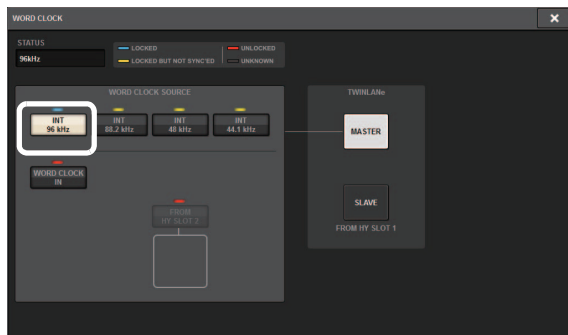 WORD CLOCK
STATUS
96kHz
LOCKED
UNLOCKED
LOCKED BUT NOT SYNC'ED
UNKNOWN
WORD CLOCK SOURCE
TWINLANe
INT
96 kHz
INT
88.2 kHz
INT
48 kHz
INT
44.1 kHz
MASTER
WORD CLOCK
IN
FROM
HY SLOT 2
SLAVE
FROM HY SLOT 1